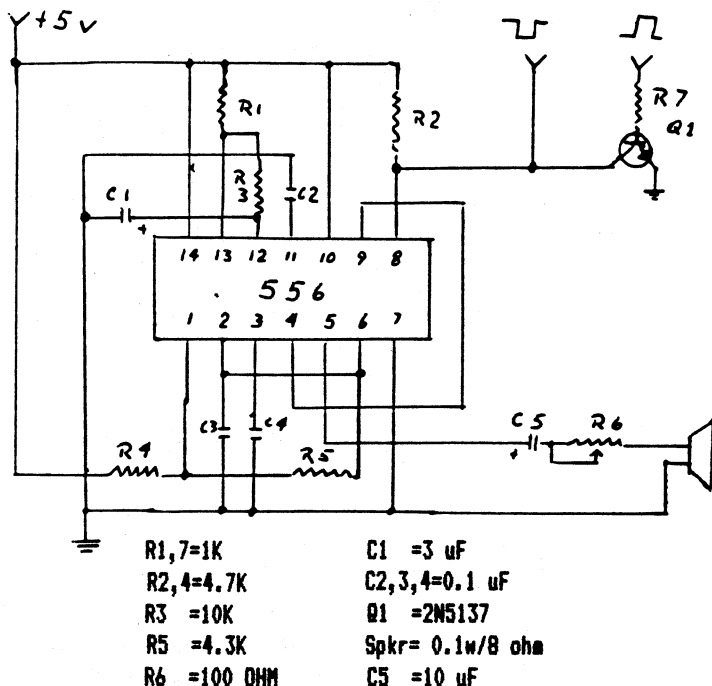 +5v
R1
R2
R7
Q1
R3
C1
+
C2
14 13 12 11 10 9 8
556
1 2 3 4 5 6 7
C3
C4
C5
+
R6
R4
R5
R1,7=1K
R2,4=4.7K
R3 =10K
R5 =4.3K
R6 =100 OHM
C1 =3 uF
C2,3,4=0.1 uF
Q1 =2N5137
Spkr= 0.1w/8 ohm
C5 =10 uF